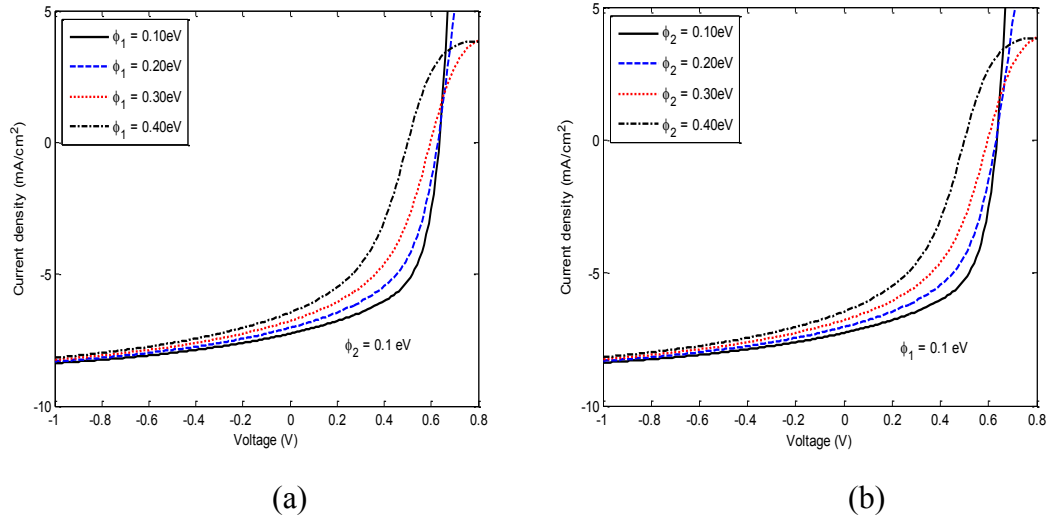 5
0
-5
-10
Current density (mA/cm²)
ϕ₁ = 0.10eV
ϕ₁ = 0.20eV
ϕ₁ = 0.30eV
ϕ₁ = 0.40eV
ϕ₂ = 0.1 eV
-1 -0.8 -0.6 -0.4 -0.2 0 0.2 0.4 0.6 0.8
Voltage (V)
(a)
5
0
-5
-10
Current density (mA/cm²)
ϕ₂ = 0.10eV
ϕ₂ = 0.20eV
ϕ₂ = 0.30eV
ϕ₂ = 0.40eV
ϕ₁ = 0.1 eV
-1 -0.8 -0.6 -0.4 -0.2 0 0.2 0.4 0.6 0.8
Voltage (V)
(b)